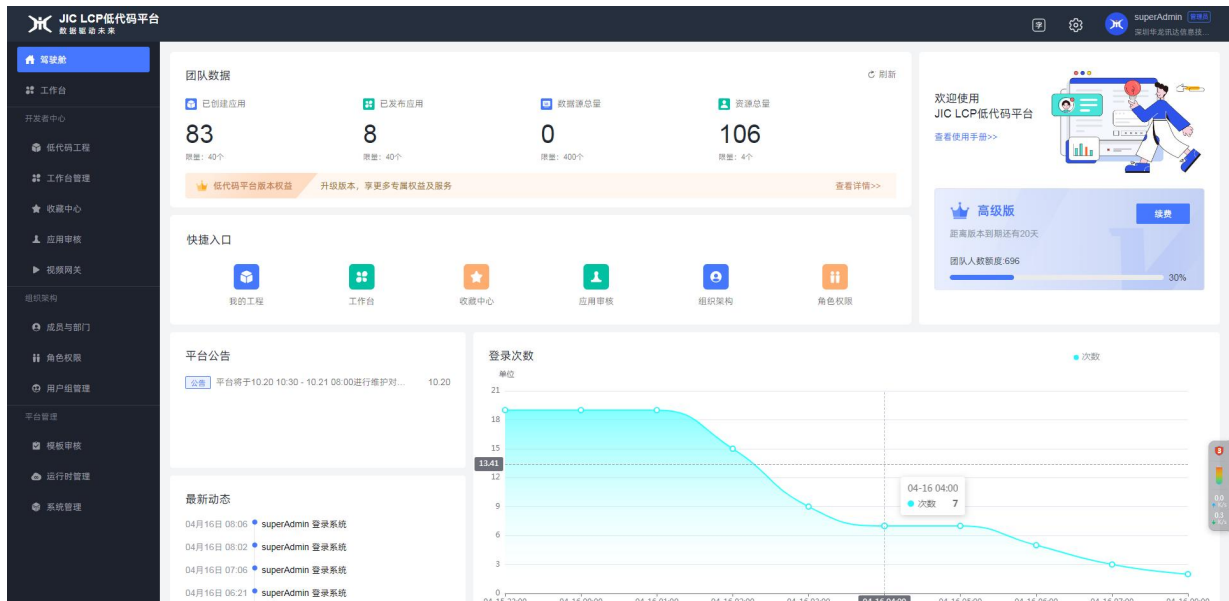 JIC LCP低代码平台
数据驱动未来
superAdmin 管理员
深圳华龙讯达信息技...
驾驶舱
工作台
开发者中心
低代码工程
工作台管理
收藏中心
应用审核
视频网关
组织架构
成员与部门
角色权限
用户组管理
平台管理
模板审核
运行时管理
系统管理
团队数据
刷新
已创建应用
83
限量: 40个
已发布应用
8
限量: 40个
数据源总量
0
限量: 400个
资源总量
106
限量: 4个
低代码平台版本权益
升级版本，享更多专属权益及服务
查看详情>>
欢迎使用
JIC LCP低代码平台
查看使用手册>>
高级版
续费
距离版本到期还有20天
团队人数额度:696
30%
快捷入口
我的工程
工作台
收藏中心
应用审核
组织架构
角色权限
平台公告
公告 平台将于10.20 10:30 - 10.21 08:00进行维护对... 10.20
最新动态
04月16日 08:06 superAdmin 登录系统
04月16日 08:02 superAdmin 登录系统
04月16日 07:06 superAdmin 登录系统
04月16日 06:21 superAdmin 登录系统
登录次数
次数
单位
21
18
15
13.41
12
9
6
3
0
04-16 04:00
次数 7